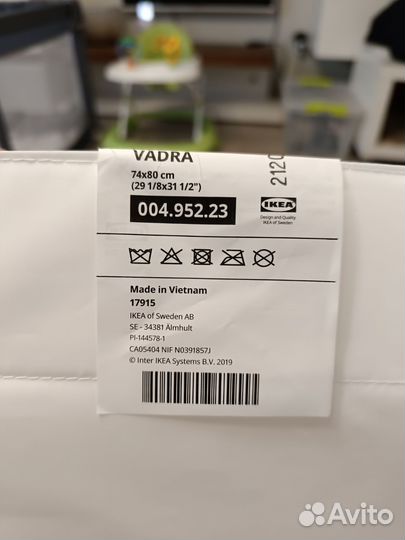 VADRA
74x80 cm
(29 1/8x31 1/2")
004.952.23
2120
IKEA
Design and Quality
IKEA of Sweden
Made in Vietnam
17915
IKEA of Sweden AB
SE - 34381 Älmhult
PI-144578-1
CA05404 NIF N0391857J
© Inter IKEA Systems B.V. 2019
Avito